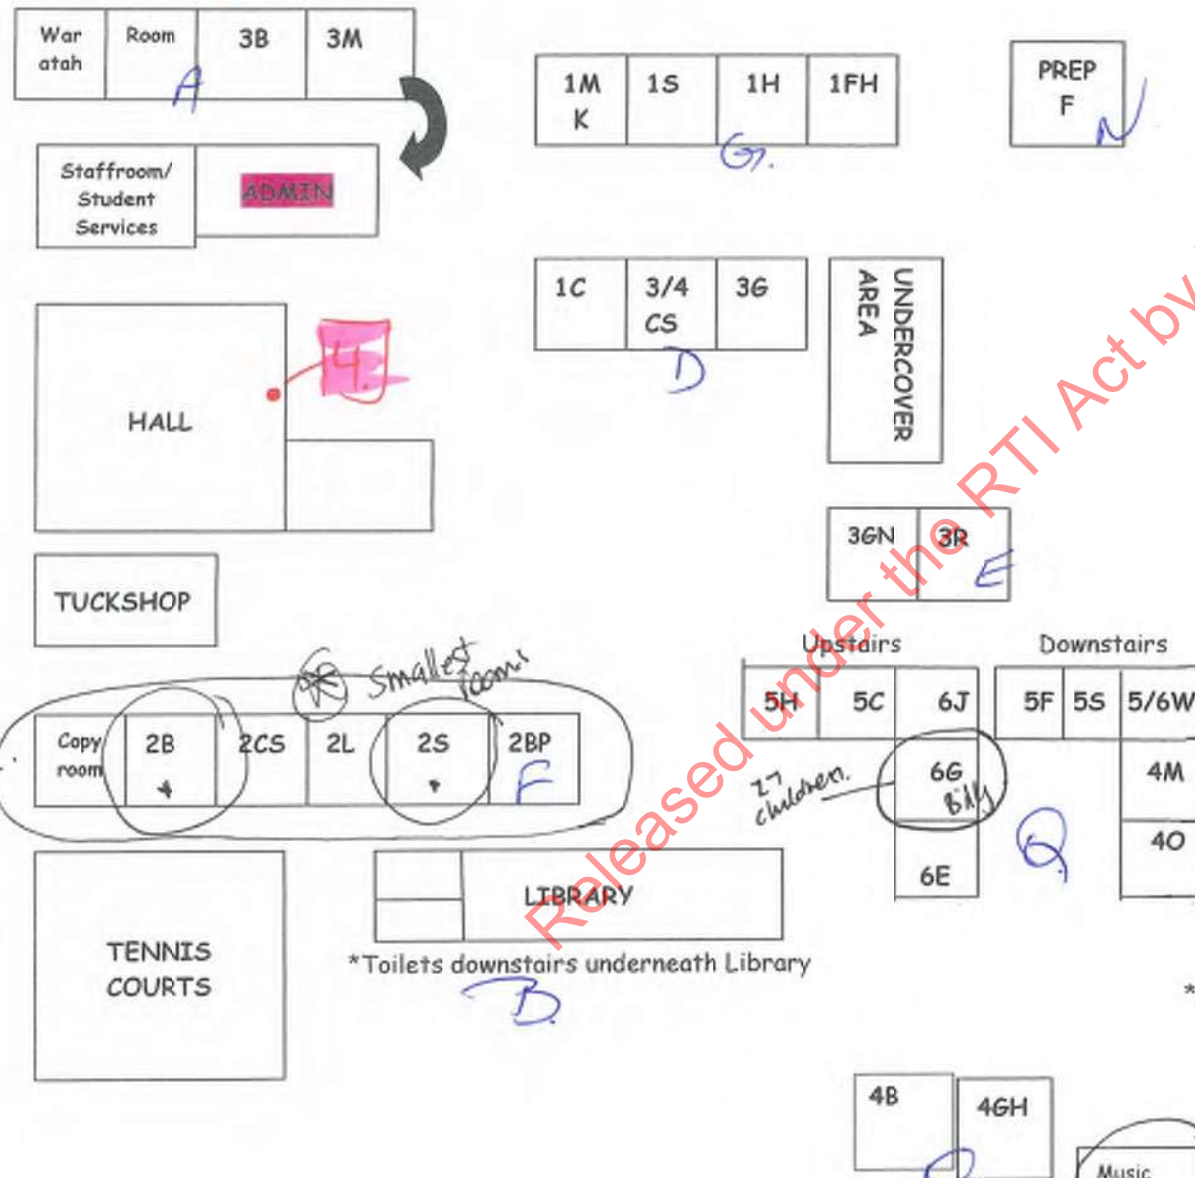 War
atah
Room
3B
3M
A
1M
K
1S
1H
1FH
G.
PREP
F
N
Staffroom/
Student
Services
ADMIN
1C
3/4
CS
3G
D
UNDERCOVER
AREA
HALL
4.
3GN
3R
E
TUCKSHOP
Smallest
rooms
Upstairs
Downstairs
5H
5C
6J
5F
5S
5/6W
Copy
room
2B
2CS
2L
2S
2BP
F
27
children.
6G
Billy
4M
Q
4O
6E
LIBRARY
*Toilets downstairs underneath Library
B.
TENNIS
COURTS
*
4B
4GH
Music
Released under the RTI Act by